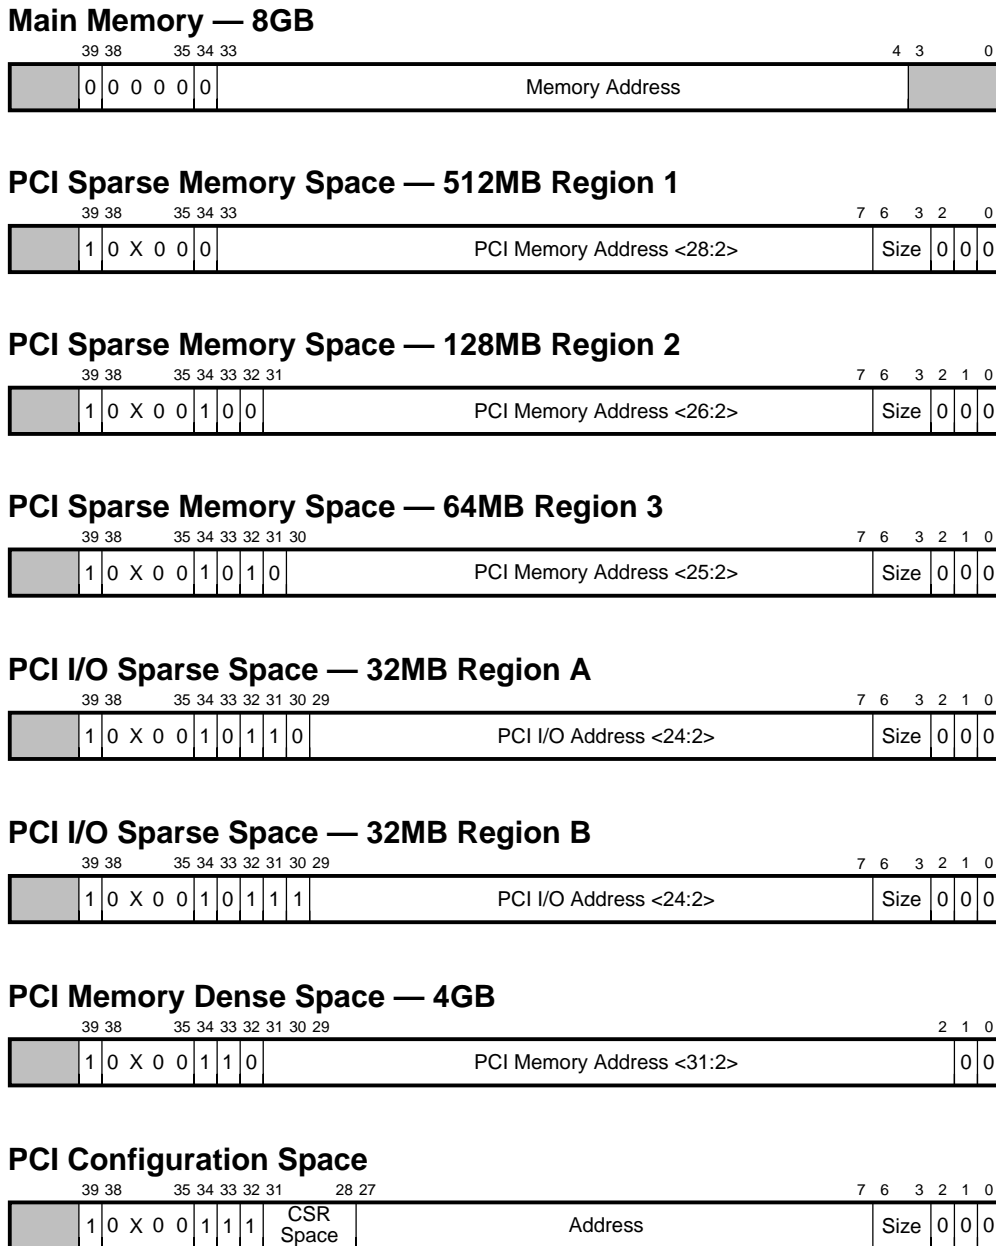 Main Memory — 8GB
39 38 35 34 33 4 3 0
0 0 0 0 0 0 Memory Address
PCI Sparse Memory Space — 512MB Region 1
39 38 35 34 33 7 6 3 2 0
1 0 X 0 0 0 PCI Memory Address <28:2> Size 0 0 0
PCI Sparse Memory Space — 128MB Region 2
39 38 35 34 33 32 31 7 6 3 2 1 0
1 0 X 0 0 1 0 0 PCI Memory Address <26:2> Size 0 0 0
PCI Sparse Memory Space — 64MB Region 3
39 38 35 34 33 32 31 30 7 6 3 2 1 0
1 0 X 0 0 1 0 1 0 PCI Memory Address <25:2> Size 0 0 0
PCI I/O Sparse Space — 32MB Region A
39 38 35 34 33 32 31 30 29 7 6 3 2 1 0
1 0 X 0 0 1 0 1 1 0 PCI I/O Address <24:2> Size 0 0 0
PCI I/O Sparse Space — 32MB Region B
39 38 35 34 33 32 31 30 29 7 6 3 2 1 0
1 0 X 0 0 1 0 1 1 1 PCI I/O Address <24:2> Size 0 0 0
PCI Memory Dense Space — 4GB
39 38 35 34 33 32 31 30 29 2 1 0
1 0 X 0 0 1 1 0 PCI Memory Address <31:2> 0 0
PCI Configuration Space
39 38 35 34 33 32 31 28 27 7 6 3 2 1 0
1 0 X 0 0 1 1 1 CSR Space Address Size 0 0 0